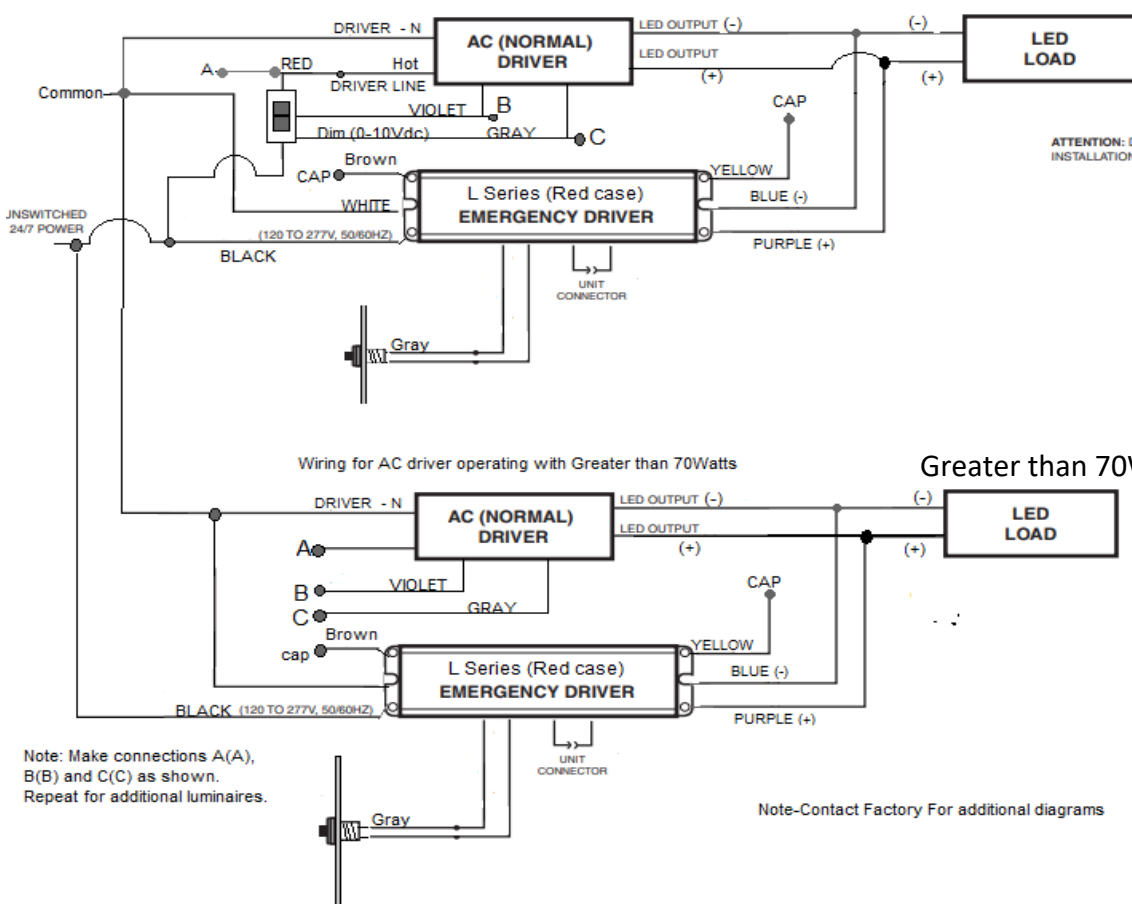 DRIVER - N
AC (NORMAL)
DRIVER
LED OUTPUT (-)
(-)
LED
LOAD
LED OUTPUT
(+)
(+)
A
RED
Hot
DRIVER LINE
Common
VIOLET
B
CAP
Dim (0-10Vdc)
GRAY
C
ATTENTION:
INSTALLATION
Brown
CAP
YELLOW
L Series (Red case)
EMERGENCY DRIVER
BLUE (-)
WHITE
UNSWITCHED
24/7 POWER
(120 TO 277V, 50/60HZ)
BLACK
PURPLE (+)
UNIT
CONNECTOR
Gray
Wiring for AC driver operating with Greater than 70Watts
Greater than 70W
DRIVER - N
AC (NORMAL)
DRIVER
LED OUTPUT (-)
(-)
LED
LOAD
LED OUTPUT
(+)
(+)
A
B
VIOLET
CAP
C
GRAY
Brown
cap
YELLOW
L Series (Red case)
EMERGENCY DRIVER
BLUE (-)
BLACK (120 TO 277V, 50/60HZ)
PURPLE (+)
UNIT
CONNECTOR
Note: Make connections A(A),
B(B) and C(C) as shown.
Repeat for additional luminaires.
Gray
Note-Contact Factory For additional diagrams